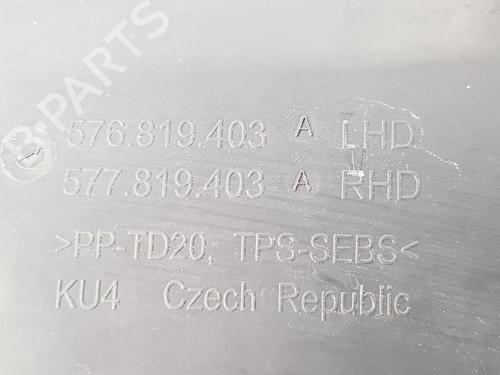 B-PARTS
576.819.403 A LHD
577.819.403 A RHD
>PP-TD20, TPS-SEBS<
KU4 Czech Republic